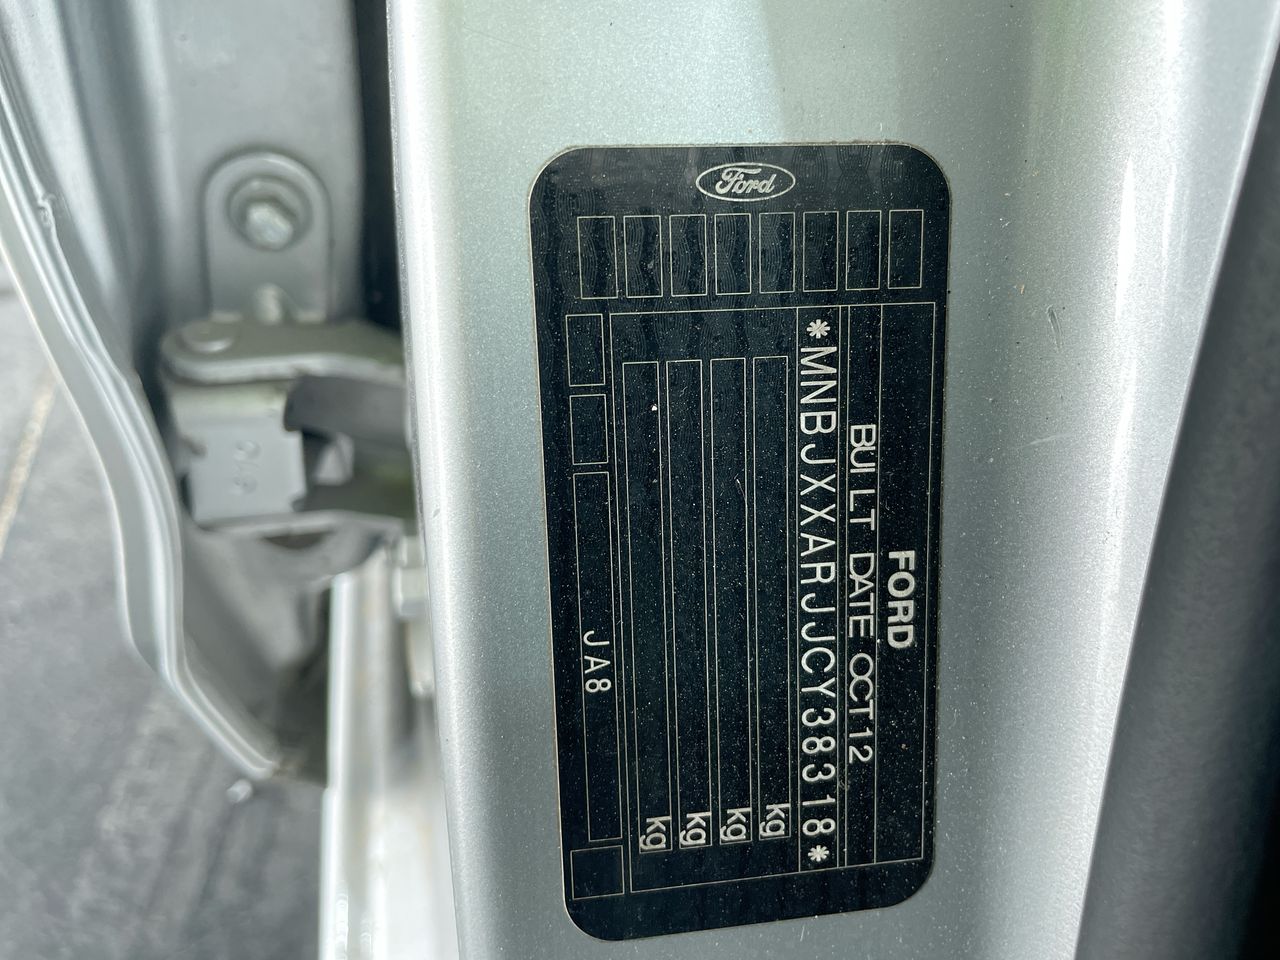 Ford
FORD
BUILT DATE OCT12
*MNBJXXARJJCY38318*
kg
kg
kg
kg
JA8